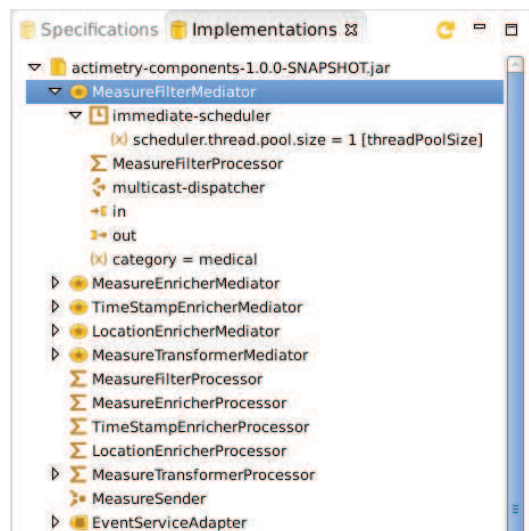 Specifications Implementations
actimetry-components-1.0.0-SNAPSHOT.jar
MeasureFilterMediator
immediate-scheduler
(x) scheduler.thread.pool.size = 1 [threadPoolSize]
MeasureFilterProcessor
multicast-dispatcher
in
out
(x) category = medical
MeasureEnricherMediator
TimeStampEnricherMediator
LocationEnricherMediator
MeasureTransformerMediator
MeasureFilterProcessor
MeasureEnricherProcessor
TimeStampEnricherProcessor
LocationEnricherProcessor
MeasureTransformerProcessor
MeasureSender
EventServiceAdapter